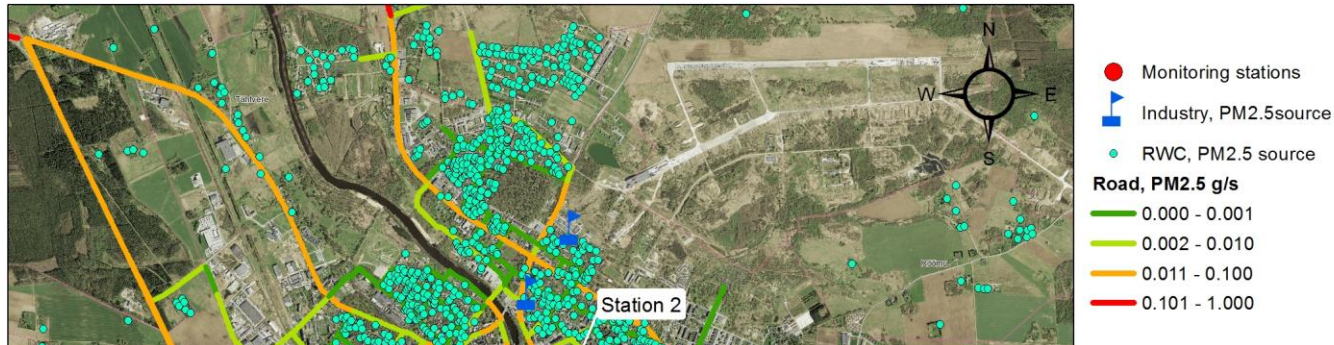 Tähtvere
N
W
E
S
Station 2
Monitoring stations
Industry, PM2.5source
RWC, PM2.5 source
Road, PM2.5 g/s
0.000 - 0.001
0.002 - 0.010
0.011 - 0.100
0.101 - 1.000